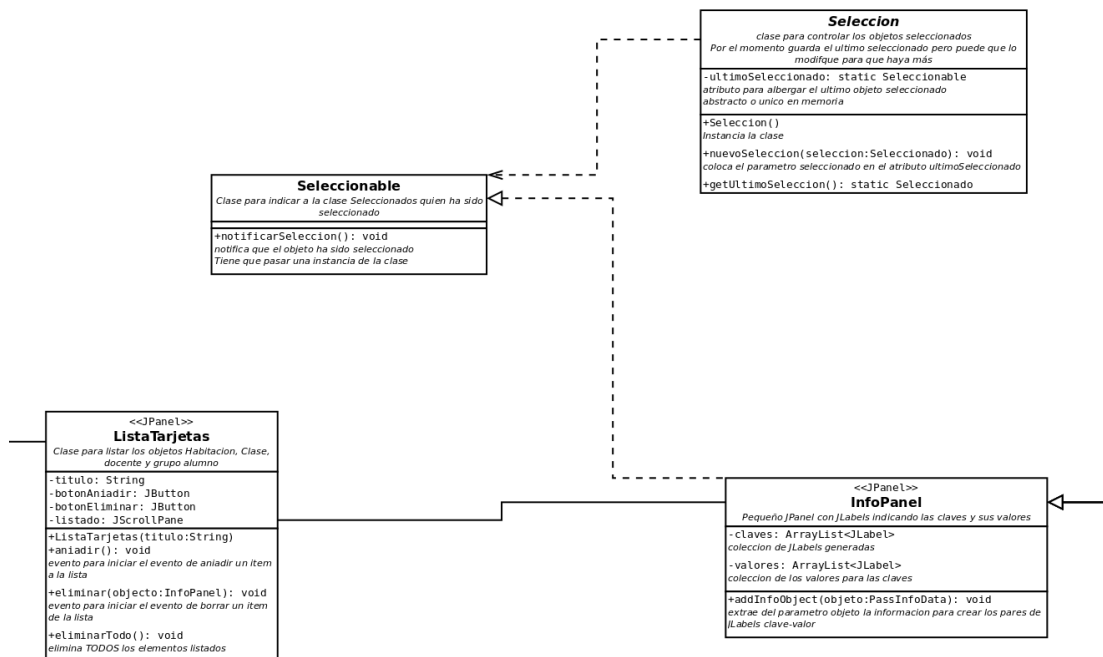 Seleccion
clase para controlar los objetos seleccionados
Por el momento guarda el ultimo seleccionado pero puede que lo
modifque para que haya más
-ultimoSeleccionado: static Seleccionable
atributo para albergar el ultimo objeto seleccionado
abstracto o unico en memoria
+Seleccion()
Instancia la clase
+nuevoSeleccion(seleccion:Seleccionado): void
coloca el parametro seleccionado en el atributo ultimoSeleccionado
+getUltimoSeleccion(): static Seleccionado
Seleccionable
Clase para indicar a la clase Seleccionados quien ha sido
seleccionado
+notificarSeleccion(): void
notifica que el objeto ha sido seleccionado
Tiene que pasar una instancia de la clase
<<JPanel>>
ListaTarjetas
Clase para listar los objetos Habitacion, Clase,
docente y grupo alumno
-titulo: String
-botonAniadir: JButton
-botonEliminar: JButton
-listado: JScrollPane
+ListaTarjetas(titulo:String)
+aniadir(): void
evento para iniciar el evento de aniadir un item
a la lista
+eliminar(objecto:InfoPanel): void
evento para iniciar el evento de borrar un item
de la lista
+eliminarTodo(): void
elimina TODOS los elementos listados
<<JPanel>>
InfoPanel
Pequeño JPanel con JLabels indicando las claves y sus valores
-claves: ArrayList<JLabel>
coleccion de JLabels generadas
-valores: ArrayList<JLabel>
coleccion de los valores para las claves
+addInfoObject(objeto:PassInfoData): void
extrae del parametro objeto la informacion para crear los pares de
JLabels clave-valor